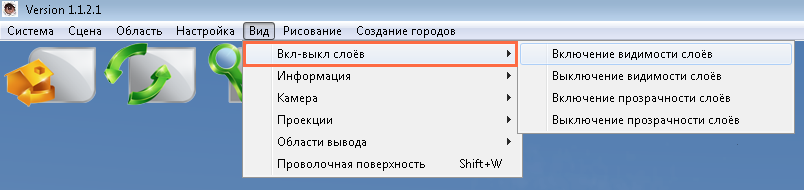 Version 1.1.2.1
Система Сцена Область Настройка Вид Рисование Создание городов
Вкл-выкл слоёв
Информация
Камера
Проекции
Области вывода
Проволочная поверхность Shift+W
Включение видимости слоёв
Выключение видимости слоёв
Включение прозрачности слоёв
Выключение прозрачности слоёв